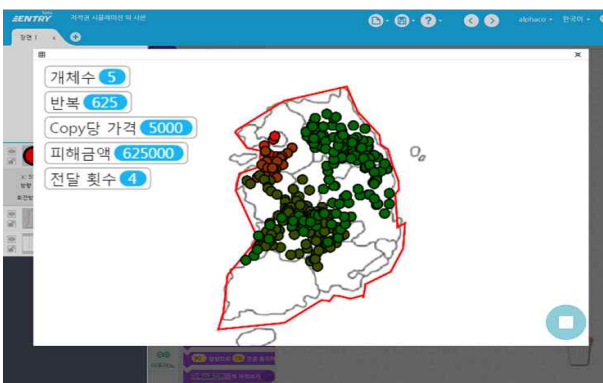 ENTRY
저작권 시뮬레이션 의 사본
alphaco
한국어
장면 1
개체수 5
반복 625
Copy당 가격 5000
피해금액 625000
전달 횟수 4